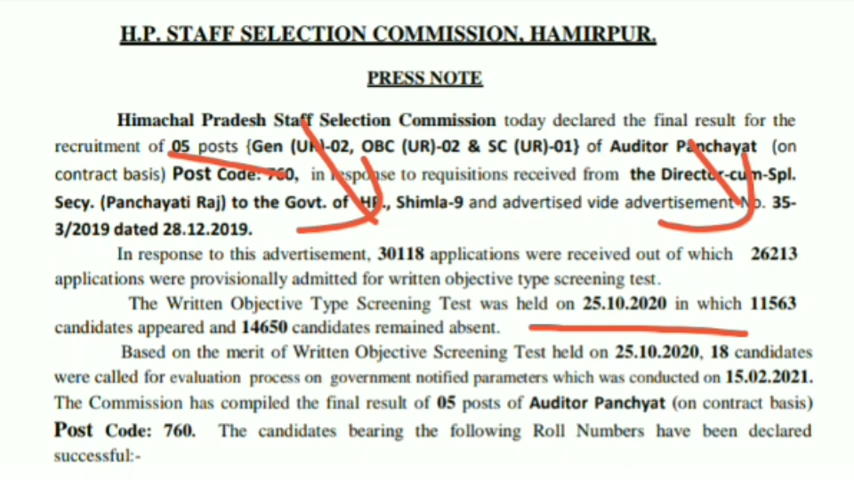 H.P. STAFF SELECTION COMMISSION, HAMIRPUR.
PRESS NOTE
Himachal Pradesh Staff Selection Commission today declared the final result for the
recruitment of 05 posts {Gen (UR)-02, OBC (UR)-02 & SC (UR)-01} of Auditor Panchayat (on
contract basis) Post Code: 760, in response to requisitions received from the Director-cum-Spl.
Secy. (Panchayati Raj) to the Govt. of HP., Shimla-9 and advertised vide advertisement No. 35-
3/2019 dated 28.12.2019.
In response to this advertisement, 30118 applications were received out of which 26213
applications were provisionally admitted for written objective type screening test.
The Written Objective Type Screening Test was held on 25.10.2020 in which 11563
candidates appeared and 14650 candidates remained absent.
Based on the merit of Written Objective Screening Test held on 25.10.2020, 18 candidates
were called for evaluation process on government notified parameters which was conducted on 15.02.2021.
The Commission has compiled the final result of 05 posts of Auditor Panchyat (on contract basis)
Post Code: 760. The candidates bearing the following Roll Numbers have been declared
successful:-